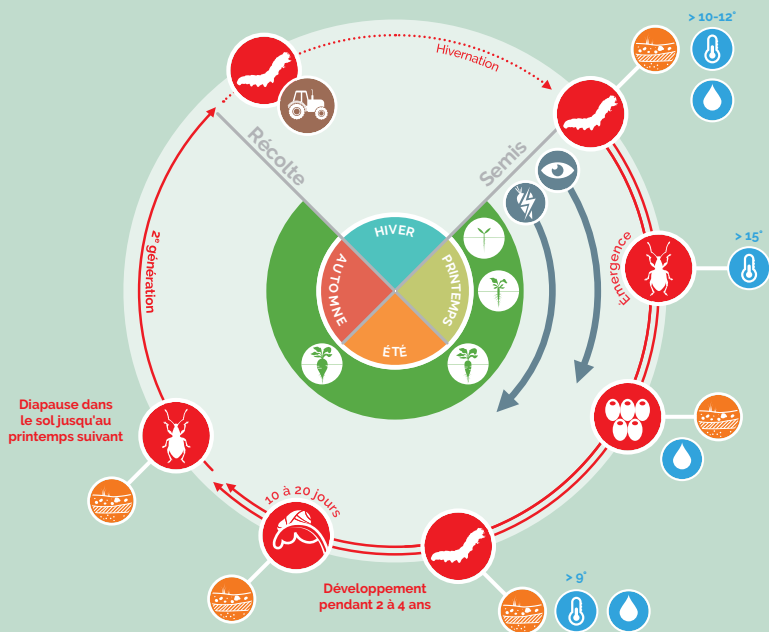 > 10-12°
Hivernation
Récolte
Semis
HIVER
PRINTEMPS
ÉTÉ
AUTOMNE
Émergence
> 15°
2e génération
Diapause dans
le sol jusqu'au
printemps suivant
10 à 20 jours
Développement
pendant 2 à 4 ans
> 9°